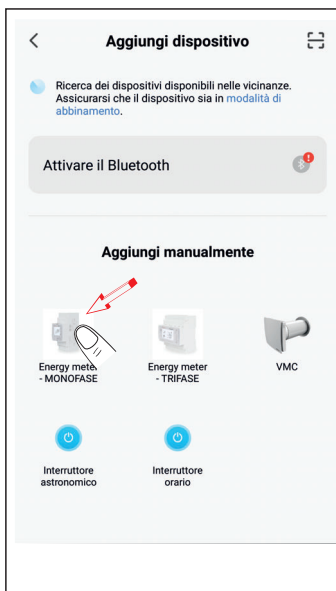 Aggiungi dispositivo
Ricerca dei dispositivi disponibili nelle vicinanze.
Assicurarsi che il dispositivo sia in modalità di
abbinamento.
Attivare il Bluetooth
Aggiungi manualmente
Energy meter
- MONOFASE
Energy meter
- TRIFASE
VMC
Interruttore
astronomico
Interruttore
orario